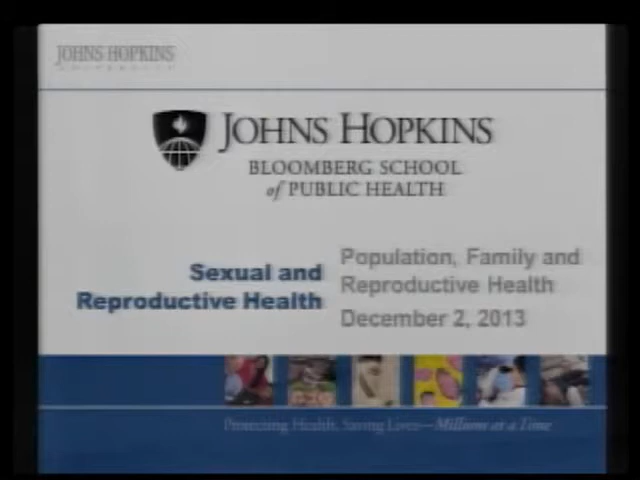 JOHNS HOPKINS
JOHNS HOPKINS
BLOOMBERG SCHOOL
of PUBLIC HEALTH
Sexual and
Reproductive Health
Population, Family and
Reproductive Health
December 2, 2013
Protecting Health, Saving Lives—Millions at a Time